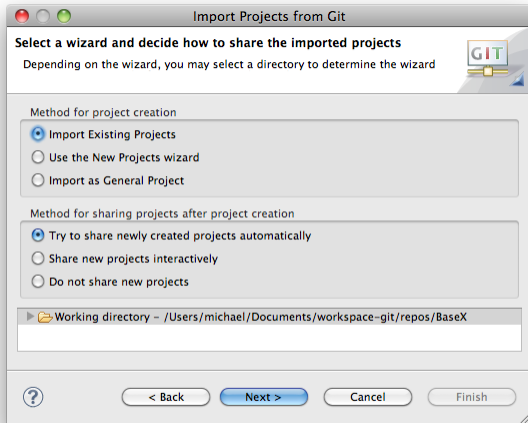 Import Projects from Git
Select a wizard and decide how to share the imported projects
Depending on the wizard, you may select a directory to determine the wizard
GIT
Method for project creation
Import Existing Projects
Use the New Projects wizard
Import as General Project
Method for sharing projects after project creation
Try to share newly created projects automatically
Share new projects interactively
Do not share new projects
Working directory - /Users/michael/Documents/workspace-git/repos/BaseX
? < Back Next > Cancel Finish